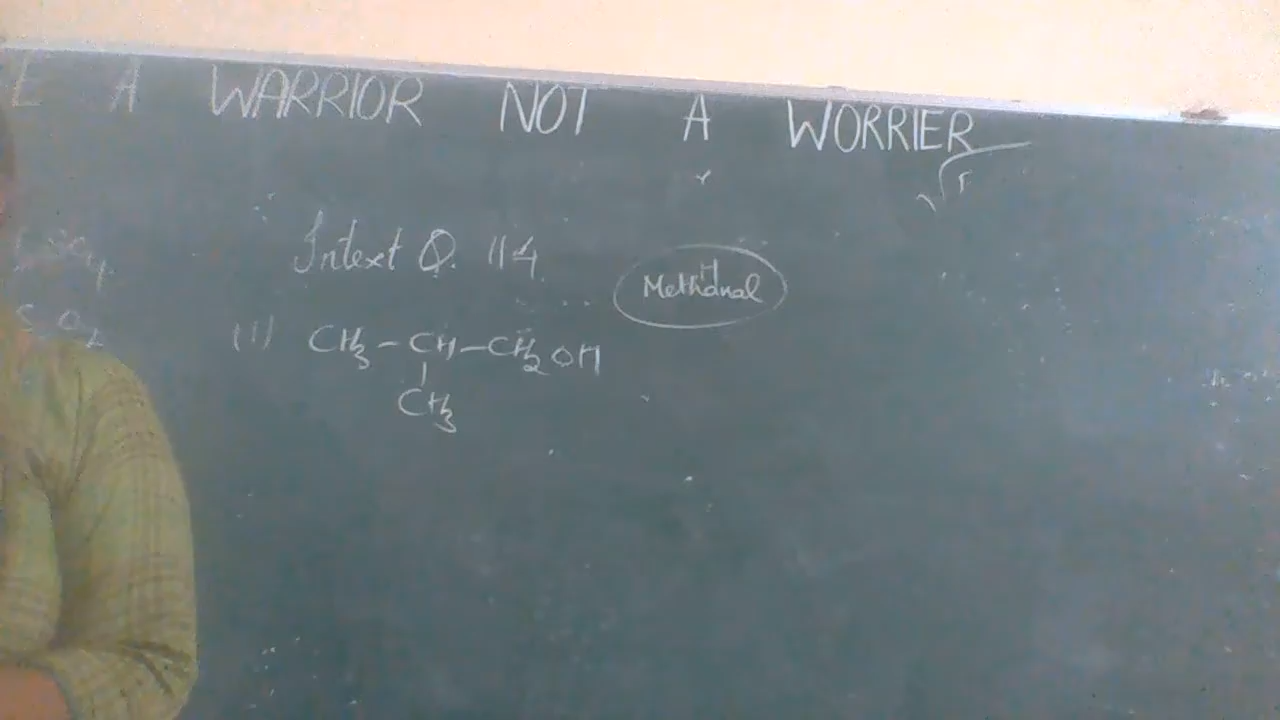 E A WARRIOR NOT A WORRIER
Intext Q. 11.4
Methanal
H
(i) CH3 - CH - CH2OH
|
CH3